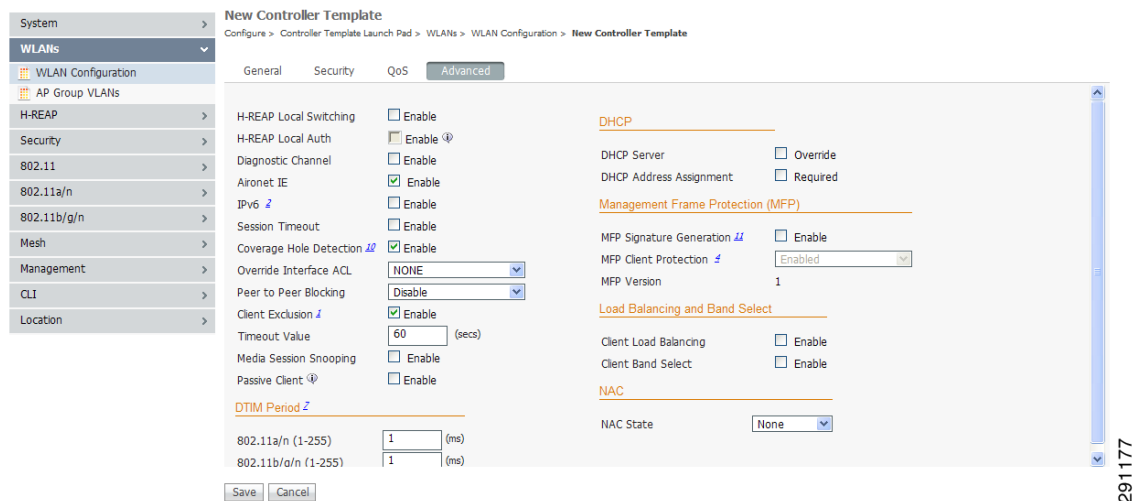 New Controller Template
Configure > Controller Template Launch Pad > WLANs > WLAN Configuration > New Controller Template
System >
WLANs
WLAN Configuration
AP Group VLANs
H-REAP >
Security >
802.11 >
802.11a/n >
802.11b/g/n >
Mesh >
Management >
CLI >
Location >
General Security QoS Advanced
H-REAP Local Switching Enable
H-REAP Local Auth Enable
Diagnostic Channel Enable
Aironet IE Enable
IPv6 2 Enable
Session Timeout Enable
Coverage Hole Detection 10 Enable
Override Interface ACL NONE
Peer to Peer Blocking Disable
Client Exclusion 1 Enable
Timeout Value 60 (secs)
Media Session Snooping Enable
Passive Client Enable
DTIM Period 7
802.11a/n (1-255) 1 (ms)
802.11b/g/n (1-255) 1 (ms)
DHCP
DHCP Server Override
DHCP Address Assignment Required
Management Frame Protection (MFP)
MFP Signature Generation 11 Enable
MFP Client Protection 4 Enabled
MFP Version 1
Load Balancing and Band Select
Client Load Balancing Enable
Client Band Select Enable
NAC
NAC State None
Save Cancel
291177